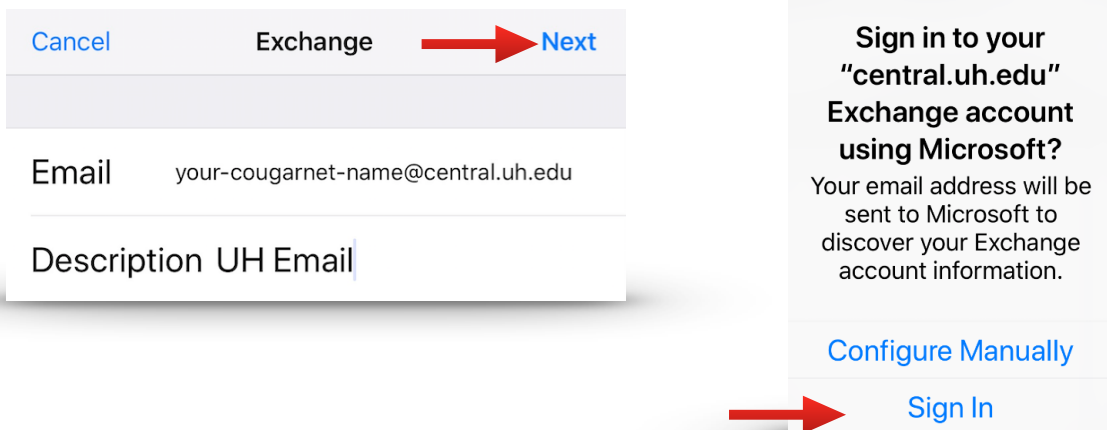 Cancel Exchange Next
Email your-cougarnet-name@central.uh.edu
Description UH Email
Sign in to your
“central.uh.edu”
Exchange account
using Microsoft?
Your email address will be
sent to Microsoft to
discover your Exchange
account information.
Configure Manually
Sign In